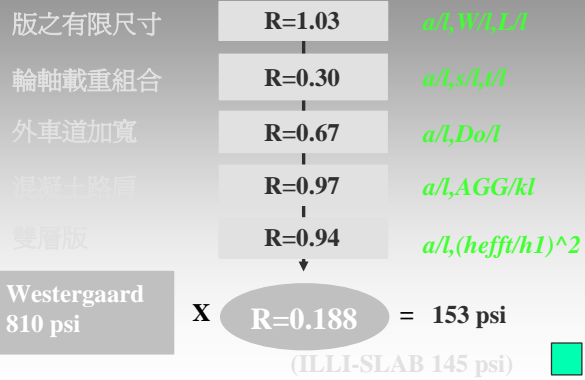 版之有限尺寸 R=1.03 a/l,W/l,L/l
輪軸載重組合 R=0.30 a/l,s/l,t/l
外車道加寬 R=0.67 a/l,Do/l
混凝土路肩 R=0.97 a/l,AGG/kl
雙層版 R=0.94 a/l,(hefft/h1)^2
Westergaard
810 psi X R=0.188 = 153 psi
(ILLI-SLAB 145 psi)